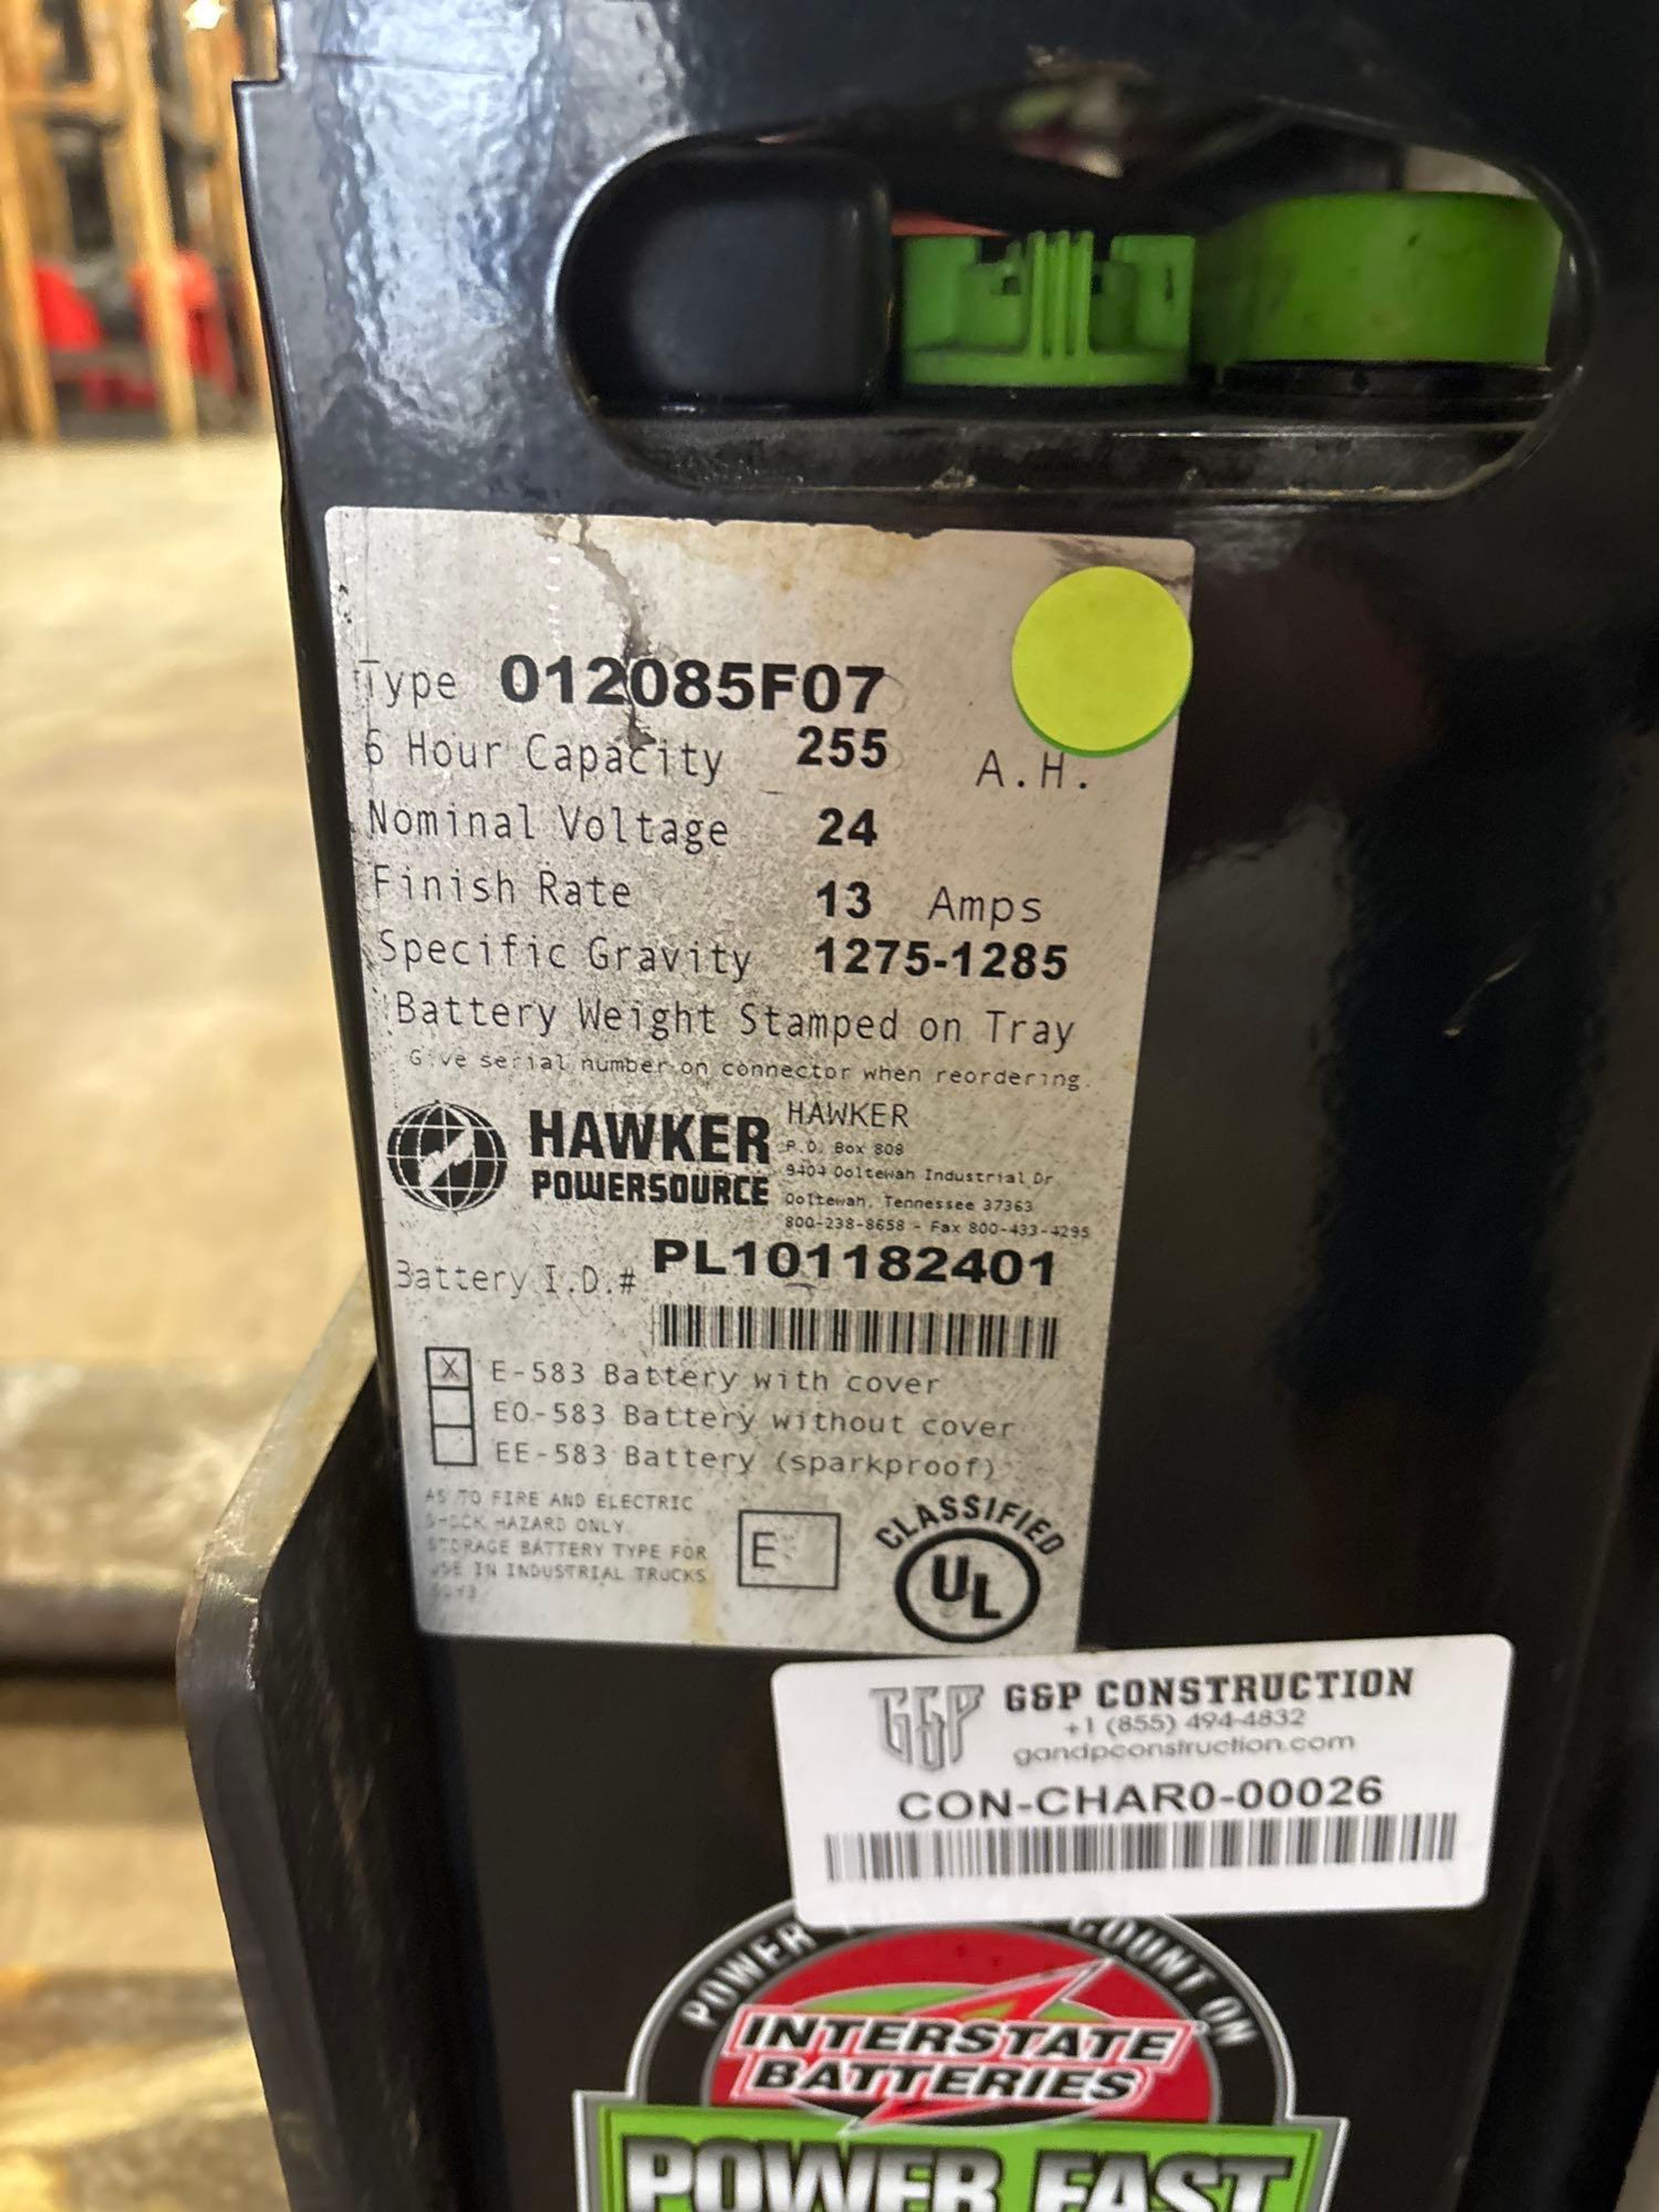 Type 012085F07
6 Hour Capacity 255 A.H.
Nominal Voltage 24
Finish Rate 13 Amps
Specific Gravity 1275-1285
Battery Weight Stamped on Tray
Give serial number on connector when reordering.
HAWKER
POWERSOURCE
HAWKER
P.O. Box 808
9404 Ooltewah Industrial Dr
Ooltewah, Tennessee 37363
800-238-8658 - Fax 800-433-4295
Battery I.D.# PL101182401
X E-583 Battery with cover
EO-583 Battery without cover
EE-583 Battery (sparkproof)
AS TO FIRE AND ELECTRIC
SHOCK HAZARD ONLY.
STORAGE BATTERY TYPE FOR
USE IN INDUSTRIAL TRUCKS
E
CLASSIFIED
UL
G&P
G&P CONSTRUCTION
+1 (855) 494-4832
gandpconstruction.com
CON-CHAR0-00026
POWER COUNT ON
INTERSTATE
BATTERIES
POWER FAST